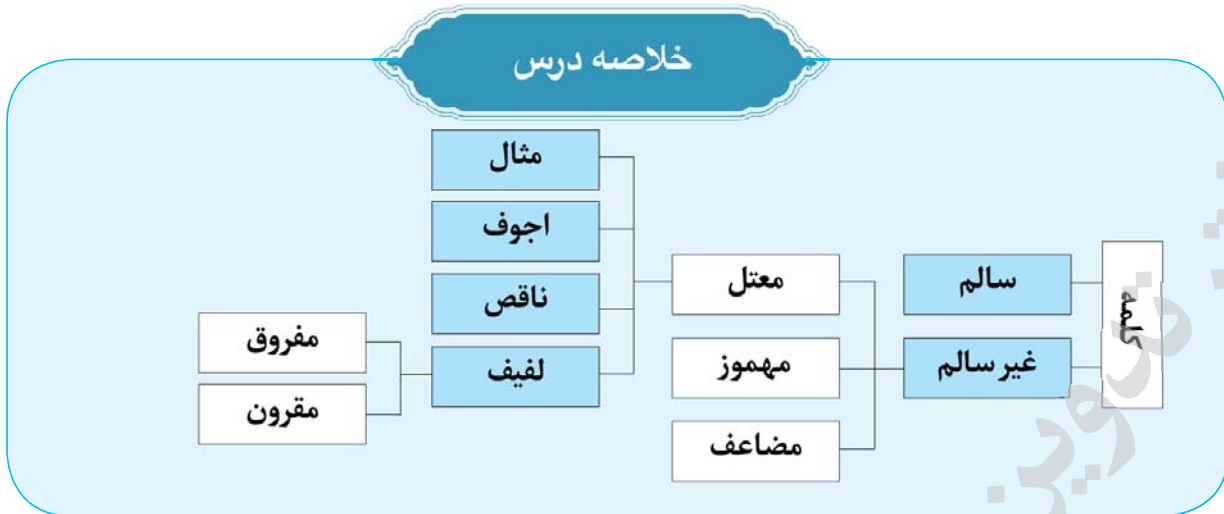 خلاصه درس
کلمه
سالم
غیر سالم
معتل
مهموز
مضاعف
مثال
اجوف
ناقص
لفیف
مفروق
مقرون